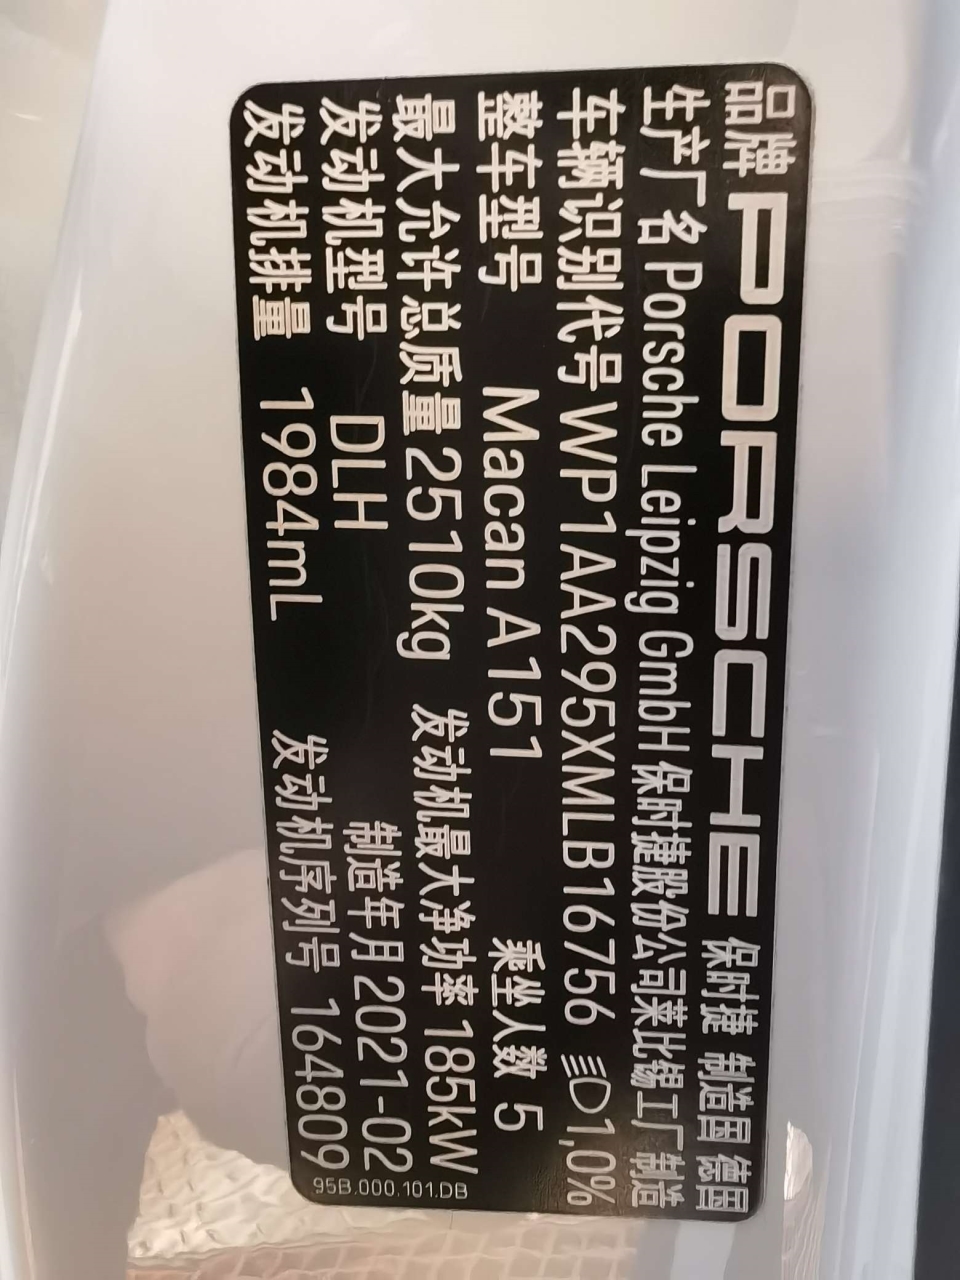 品牌 PORSCHE 保时捷 制造国 德国
生产厂名 Porsche Leipzig GmbH 保时捷股份公司莱比锡工厂 制造
车辆识别代号 WP1AA295XMLB16756 1,0%
整车型号 Macan A151 乘坐人数 5
最大允许总质量 2510kg 发动机最大净功率 185kW
发动机型号 DLH 制造年月 2021-02
发动机排量 1984mL 发动机序列号 164809
95B.000.101.DB